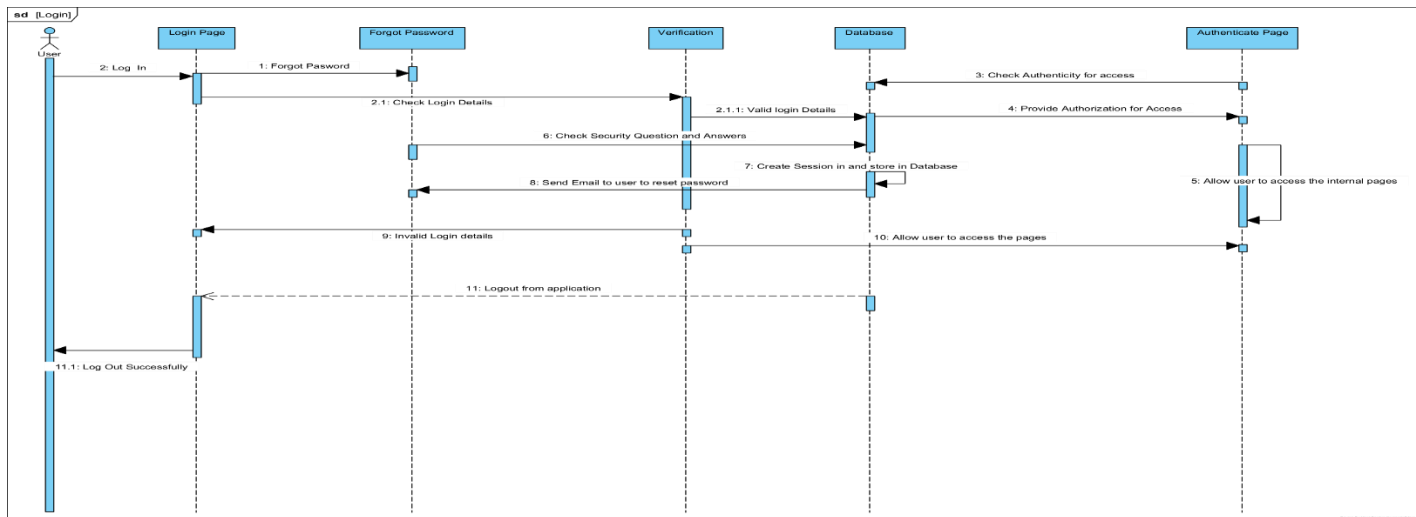 sd [Login]
User
Login Page
Forgot Password
Verification
Database
Authenticate Page
2: Log In
1: Forgot Pasword
3: Check Authenticity for access
2.1: Check Login Details
2.1.1: Valid login Details
4: Provide Authorization for Access
6: Check Security Question and Answers
7: Create Session in and store in Database
8: Send Email to user to reset password
5: Allow user to access the internal pages
9: Invalid Login details
10: Allow user to access the pages
11: Logout from application
11.1: Log Out Successfully